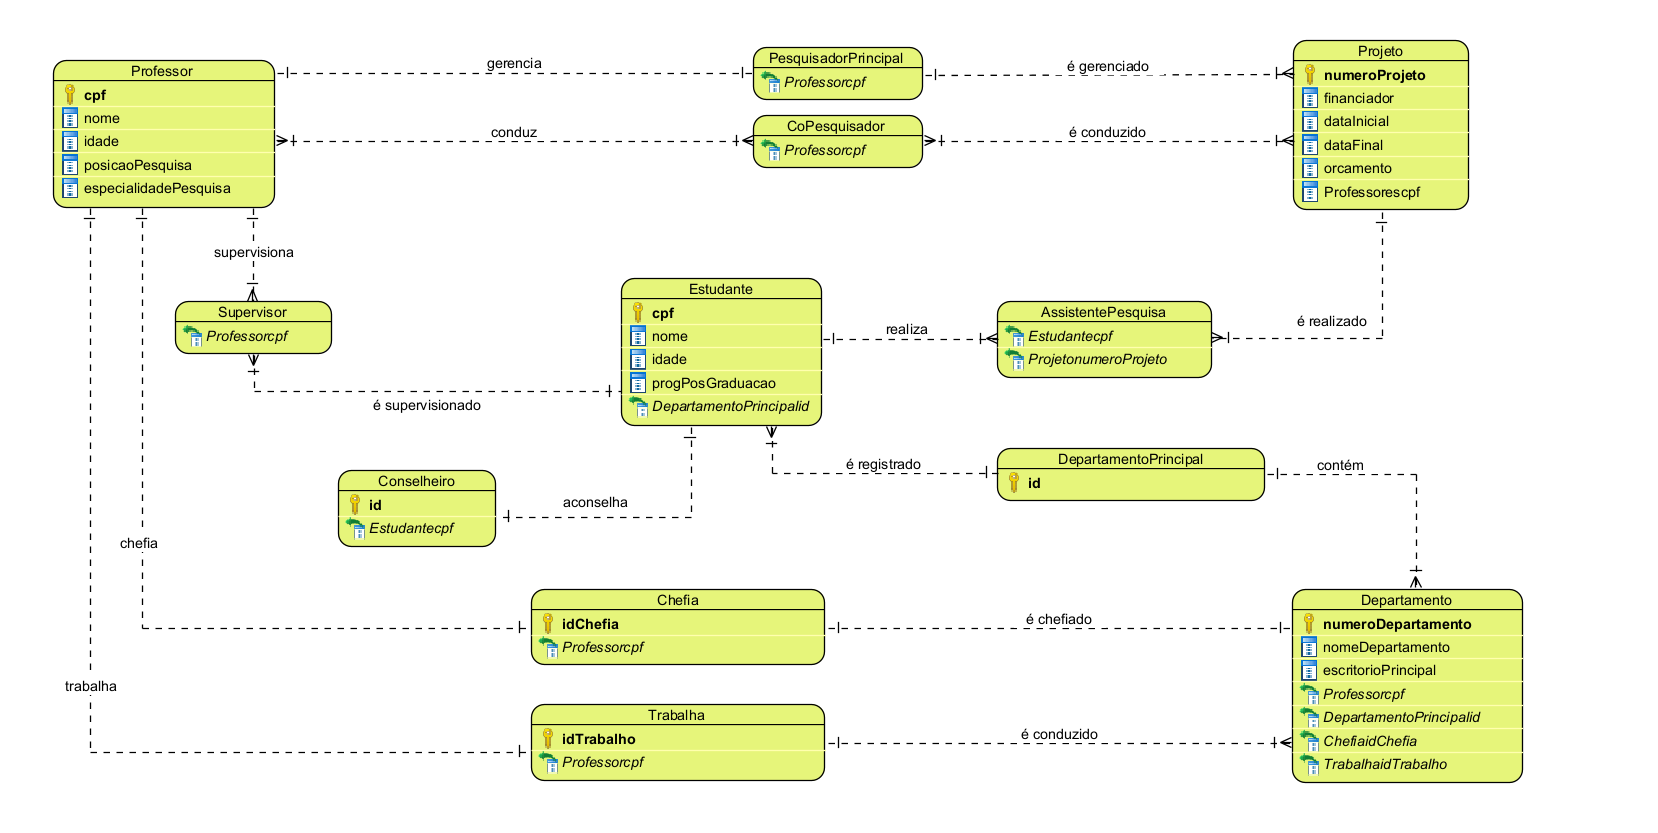 Professor
cpf
nome
idade
posicaoPesquisa
especialidadePesquisa
gerencia
PesquisadorPrincipal
Professorcpf
é gerenciado
Projeto
numeroProjeto
financiador
dataInicial
dataFinal
orcamento
Professorescpf
conduz
CoPesquisador
Professorcpf
é conduzido
supervisiona
Supervisor
Professorcpf
é supervisionado
Estudante
cpf
nome
idade
progPosGraduacao
DepartamentoPrincipalid
realiza
AssistentePesquisa
Estudantecpf
ProjetonumeroProjeto
é realizado
é registrado
DepartamentoPrincipal
id
contém
Conselheiro
id
Estudantecpf
aconselha
chefia
Chefia
idChefia
Professorcpf
é chefiado
Departamento
numeroDepartamento
nomeDepartamento
escritorioPrincipal
Professorcpf
DepartamentoPrincipalid
ChefiaidChefia
TrabalhaidTrabalho
trabalha
Trabalha
idTrabalho
Professorcpf
é conduzido